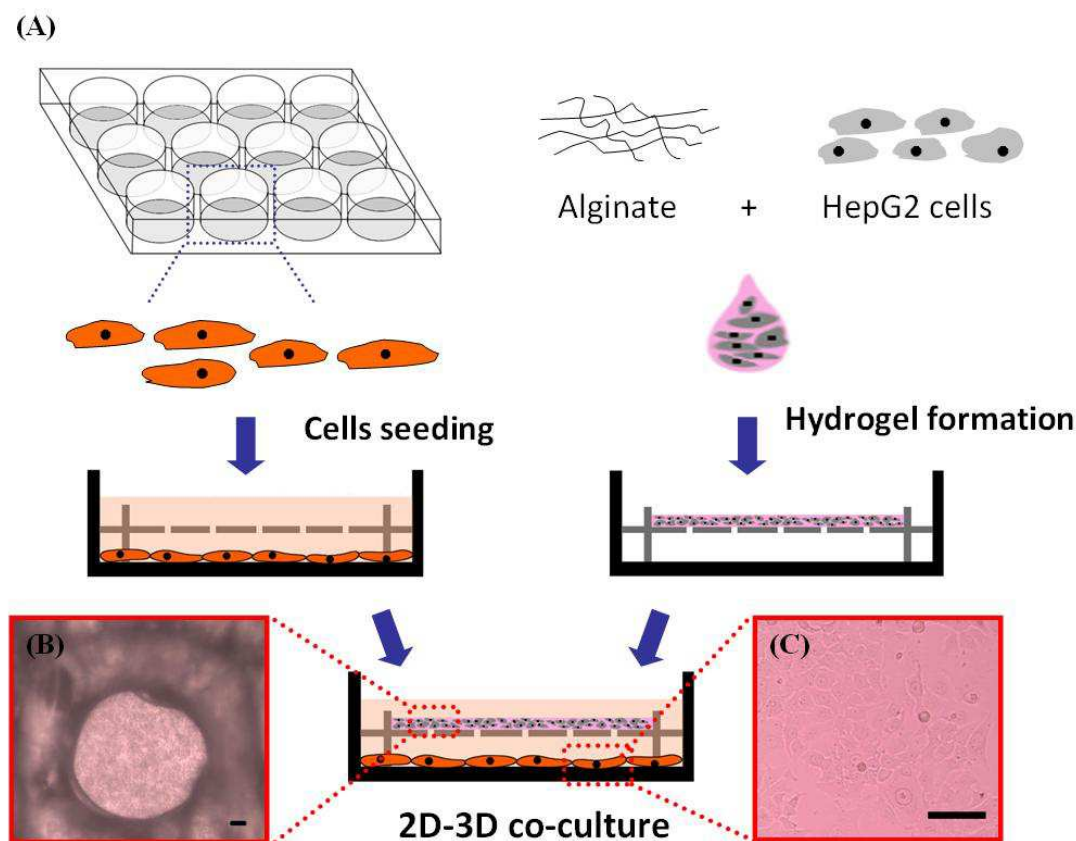 (A)
Alginate + HepG2 cells
Cells seeding
Hydrogel formation
(B)
(C)
2D-3D co-culture